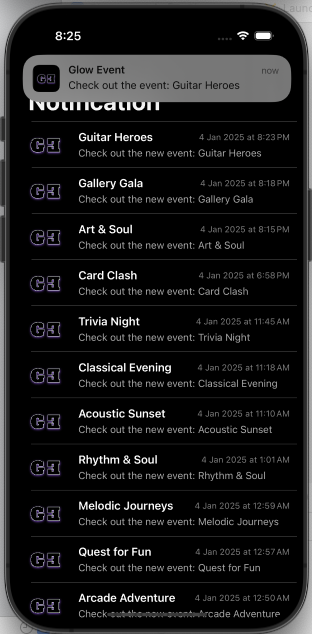 Launc
8:25
Glow Event now
Check out the event: Guitar Heroes
Notification
GE Guitar Heroes 4 Jan 2025 at 8:23 PM
Check out the new event: Guitar Heroes
GE Gallery Gala 4 Jan 2025 at 8:18 PM
Check out the new event: Gallery Gala
GE Art & Soul 4 Jan 2025 at 8:15 PM
Check out the new event: Art & Soul
GE Card Clash 4 Jan 2025 at 6:58 PM
Check out the new event: Card Clash
GE Trivia Night 4 Jan 2025 at 11:45 AM
Check out the new event: Trivia Night
GE Classical Evening 4 Jan 2025 at 11:18 AM
Check out the new event: Classical Evening
GE Acoustic Sunset 4 Jan 2025 at 11:10 AM
Check out the new event: Acoustic Sunset
GE Rhythm & Soul 4 Jan 2025 at 1:01 AM
Check out the new event: Rhythm & Soul
GE Melodic Journeys 4 Jan 2025 at 12:59 AM
Check out the new event: Melodic Journeys
GE Quest for Fun 4 Jan 2025 at 12:57 AM
Check out the new event: Quest for Fun
GE Arcade Adventure 4 Jan 2025 at 12:50 AM
Check out the new event: Arcade Adventure